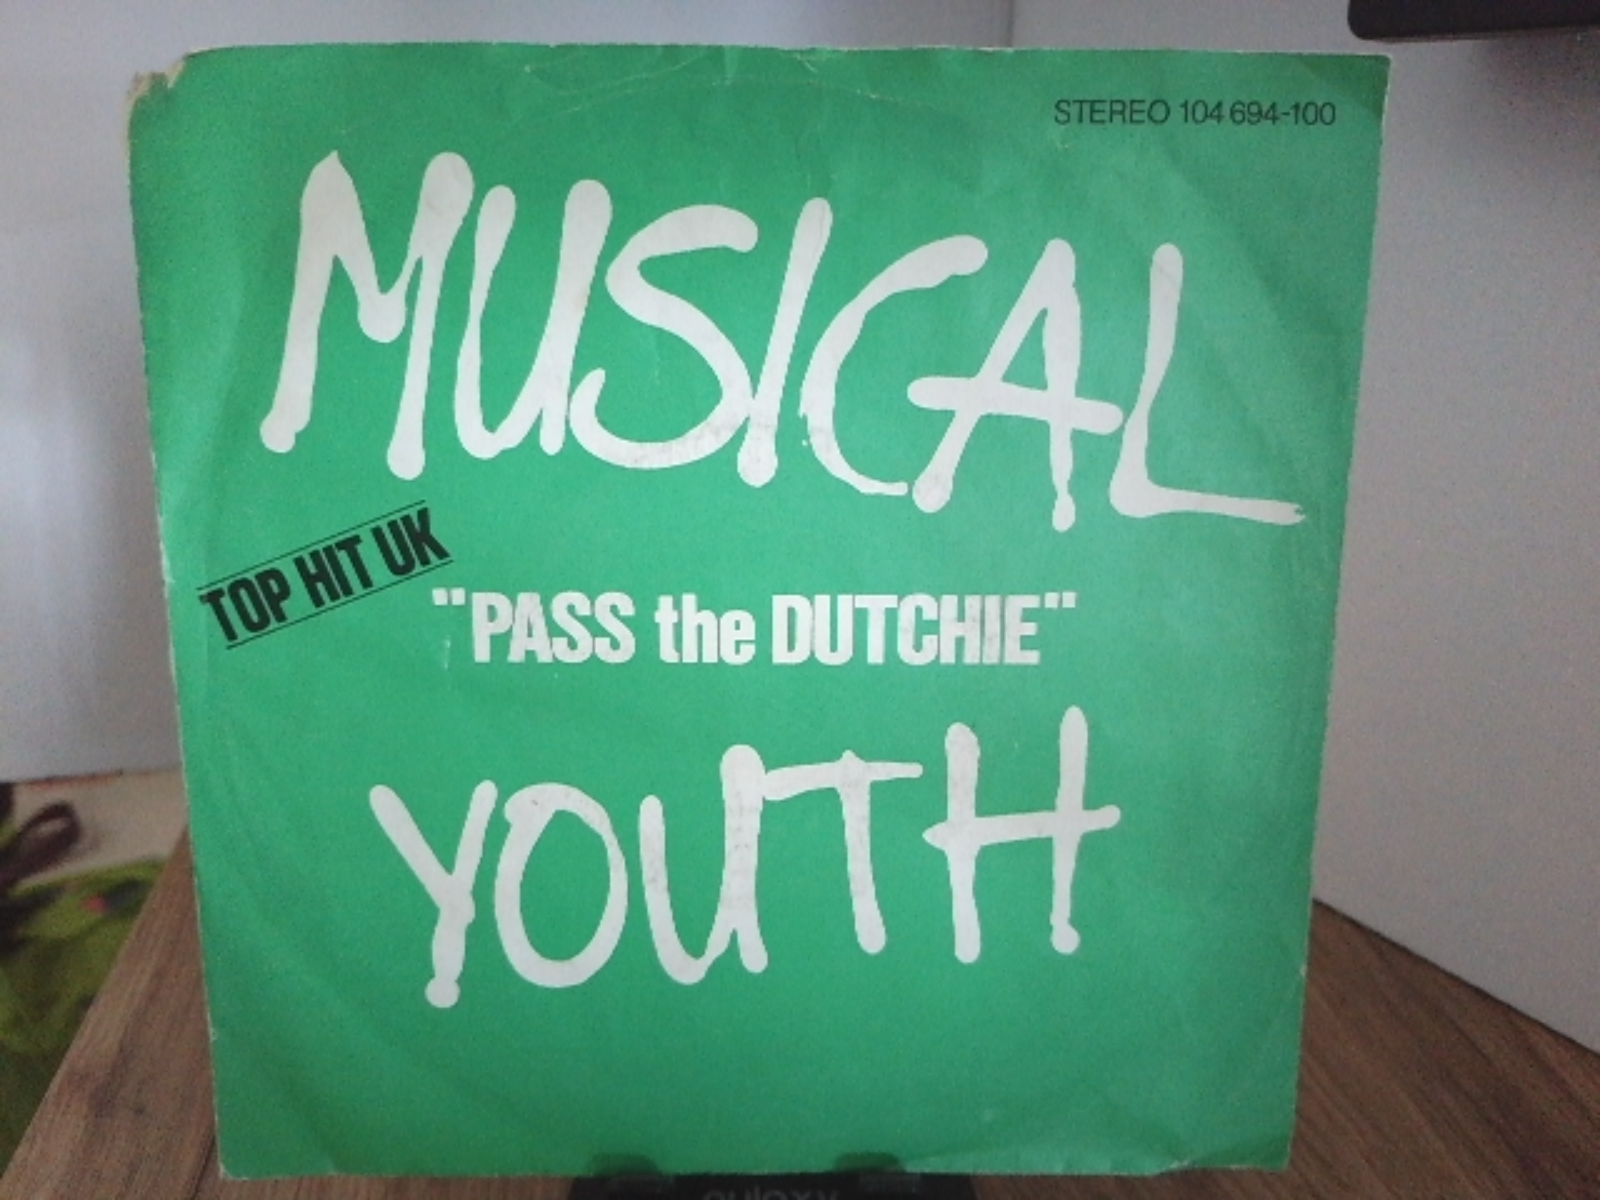 STEREO 104 694-100
MUSICAL
TOP HIT UK
"PASS the DUTCHIE"
YOUTH